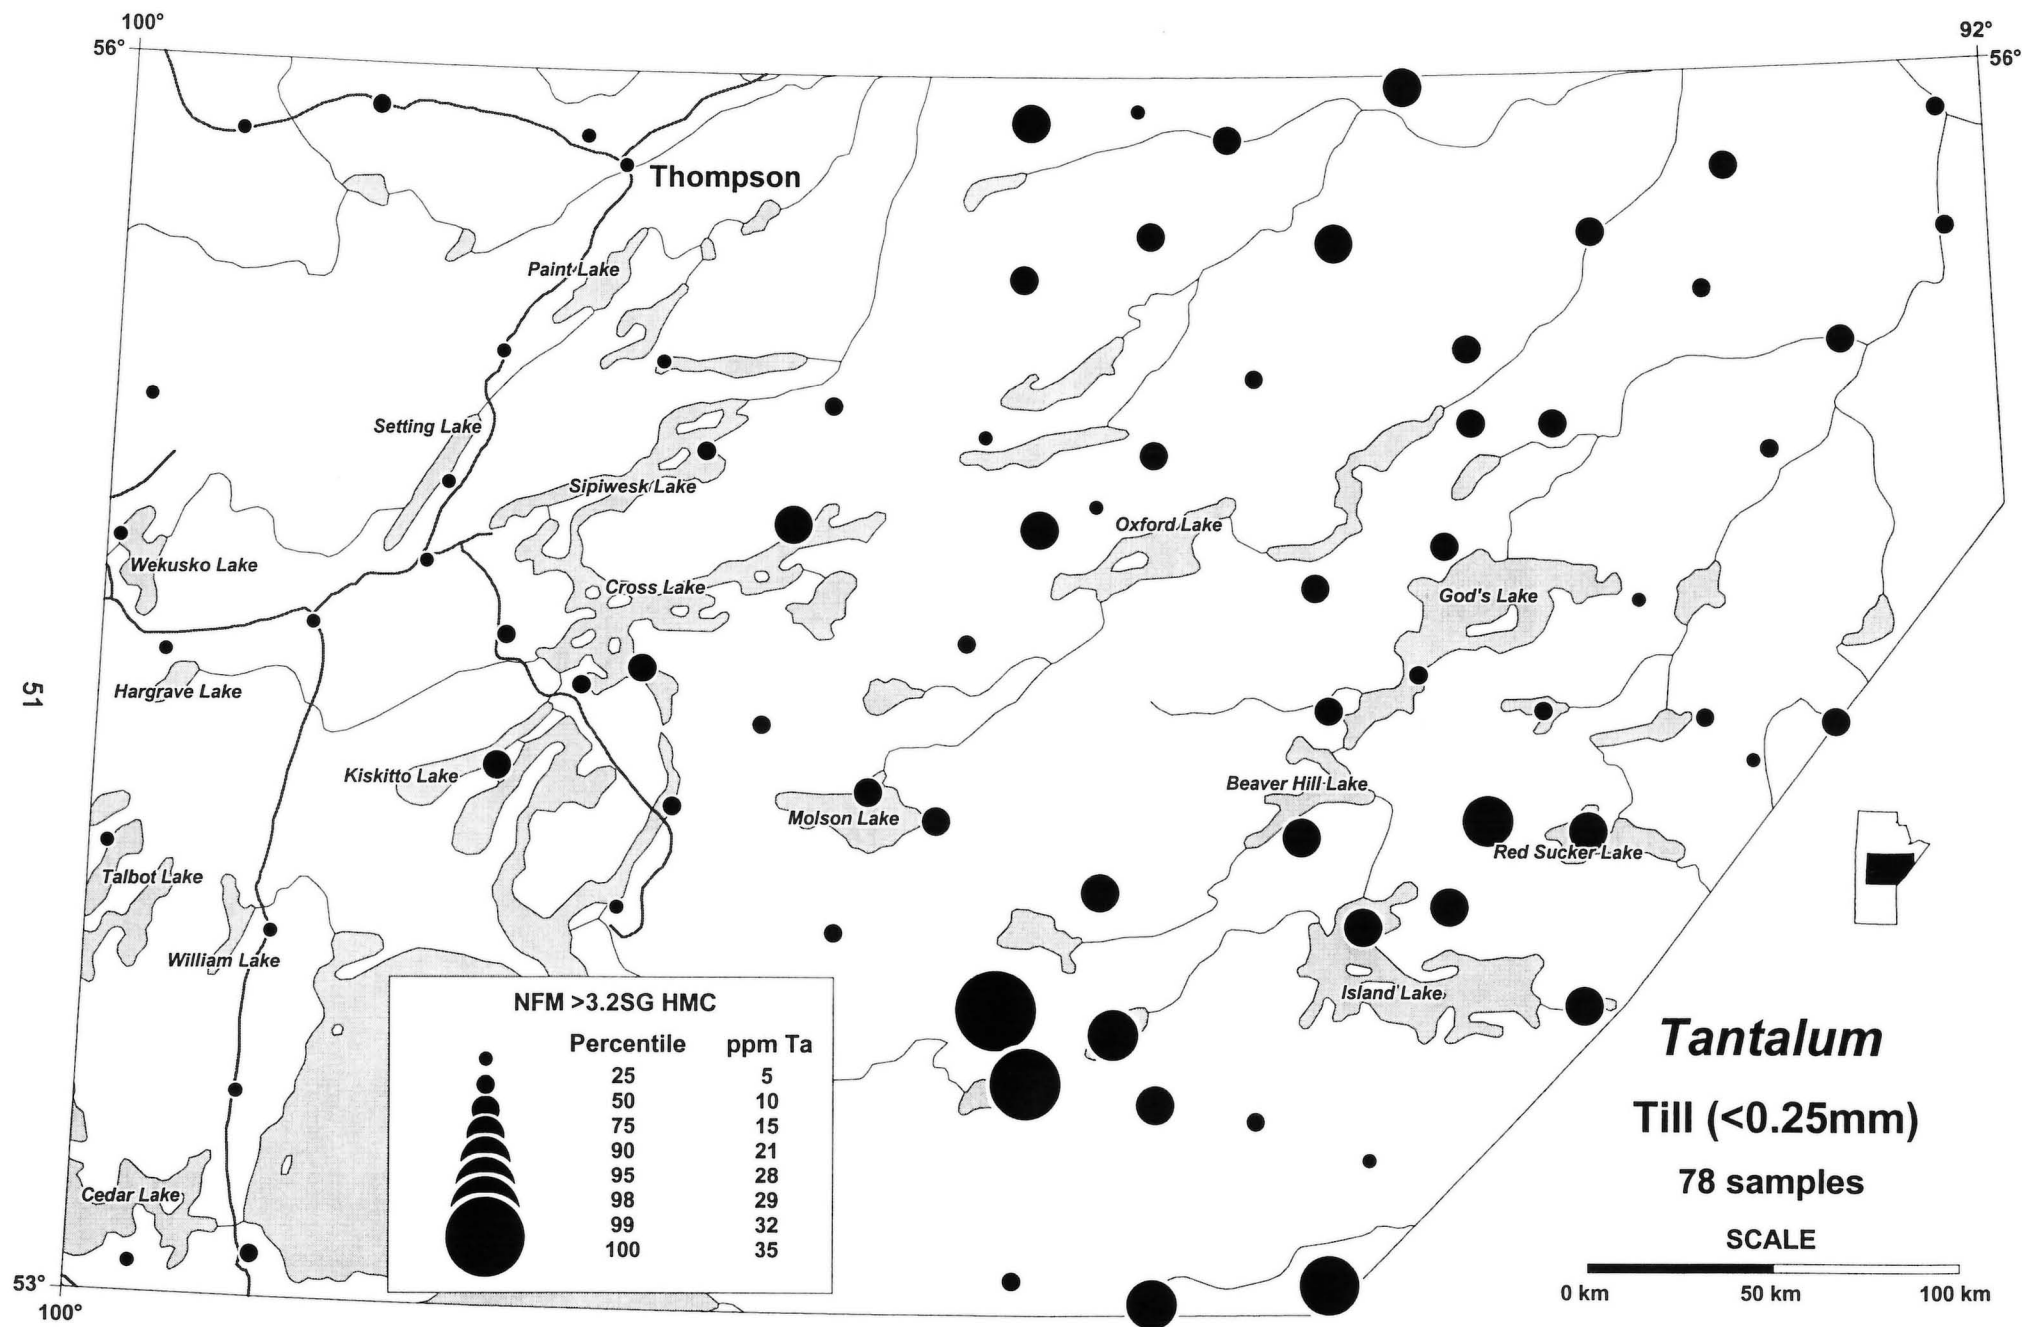 100°
92°
56°
56°
Thompson
Paint Lake
Setting Lake
Sipiwesk Lake
Oxford Lake
Wekusko Lake
Cross Lake
God's Lake
Hargrave Lake
51
Kiskitto Lake
Beaver Hill Lake
Molson Lake
Red Sucker Lake
Talbot Lake
William Lake
Island Lake
NFM >3.2SG HMC
Percentile ppm Ta
25 5
50 10
75 15
90 21
95 28
98 29
99 32
100 35
Tantalum
Till (<0.25mm)
78 samples
SCALE
0 km 50 km 100 km
Cedar Lake
53°
100°